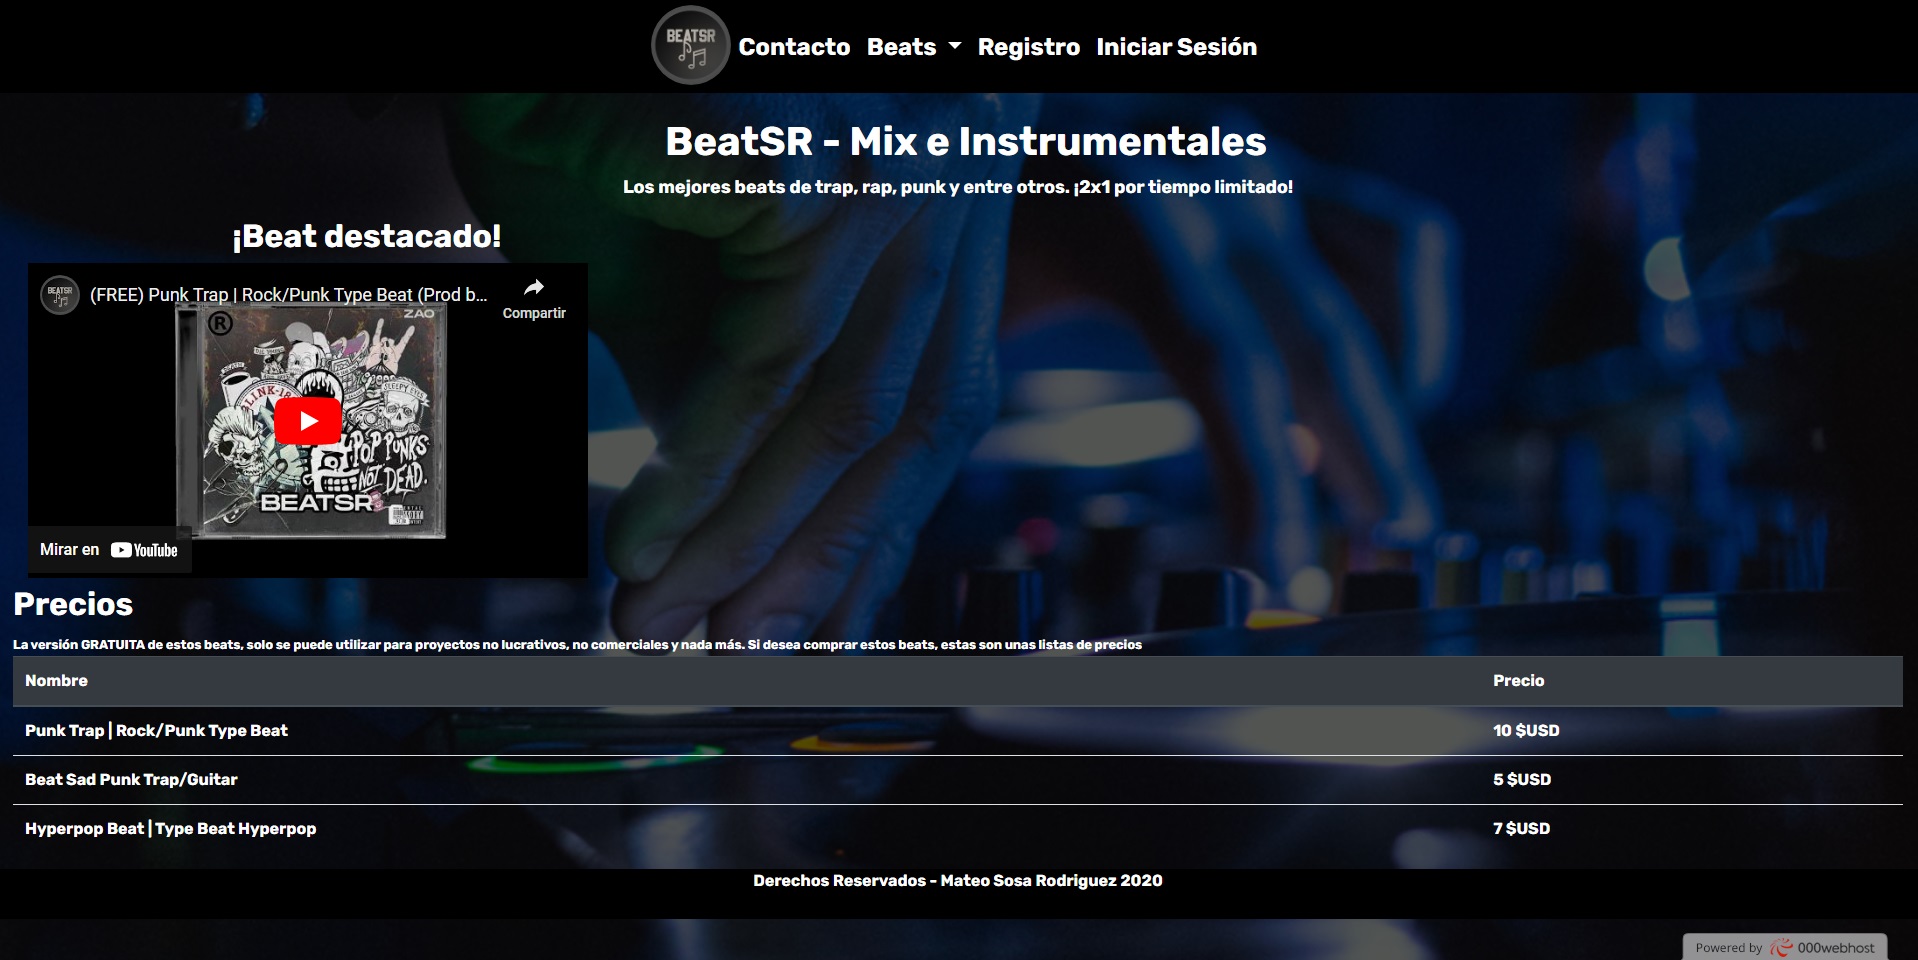 BEATSR
Contacto Beats Registro Iniciar Sesión
BeatSR - Mix e Instrumentales
Los mejores beats de trap, rap, punk y entre otros. ¡2x1 por tiempo limitado!
¡Beat destacado!
BEATSR
(FREE) Punk Trap | Rock/Punk Type Beat (Prod b...
Compartir
®
ZAO
SLEEPY EYES
LINK-18
POP PUNKS
NOT DEAD.
BEATSR
Mirar en YouTube
Precios
La versión GRATUITA de estos beats, solo se puede utilizar para proyectos no lucrativos, no comerciales y nada más. Si desea comprar estos beats, estas son unas listas de precios
Nombre Precio
Punk Trap | Rock/Punk Type Beat 10 $USD
Beat Sad Punk Trap/Guitar 5 $USD
Hyperpop Beat | Type Beat Hyperpop 7 $USD
Derechos Reservados - Mateo Sosa Rodriguez 2020
Powered by 000webhost